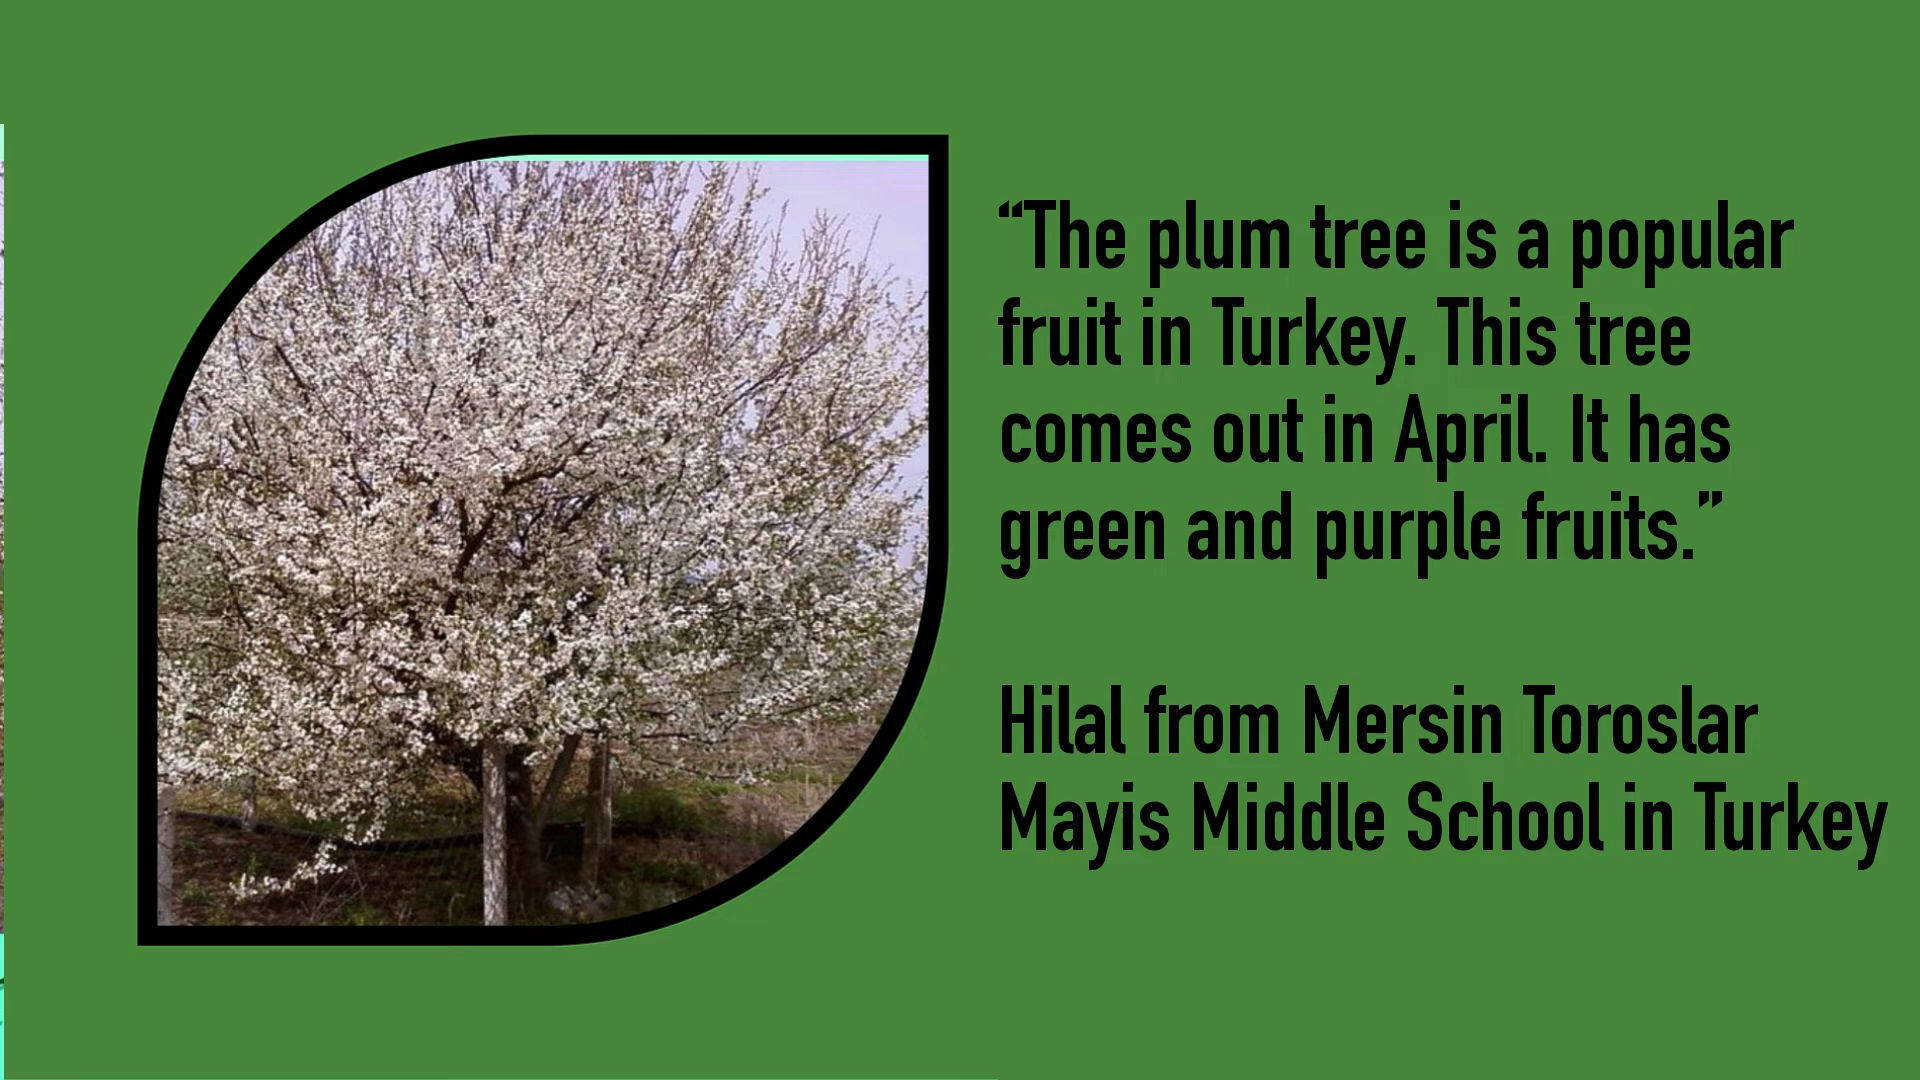 “The plum tree is a popular
fruit in Turkey. This tree
comes out in April. It has
green and purple fruits.”
Hilal from Mersin Toroslar
Mayis Middle School in Turkey